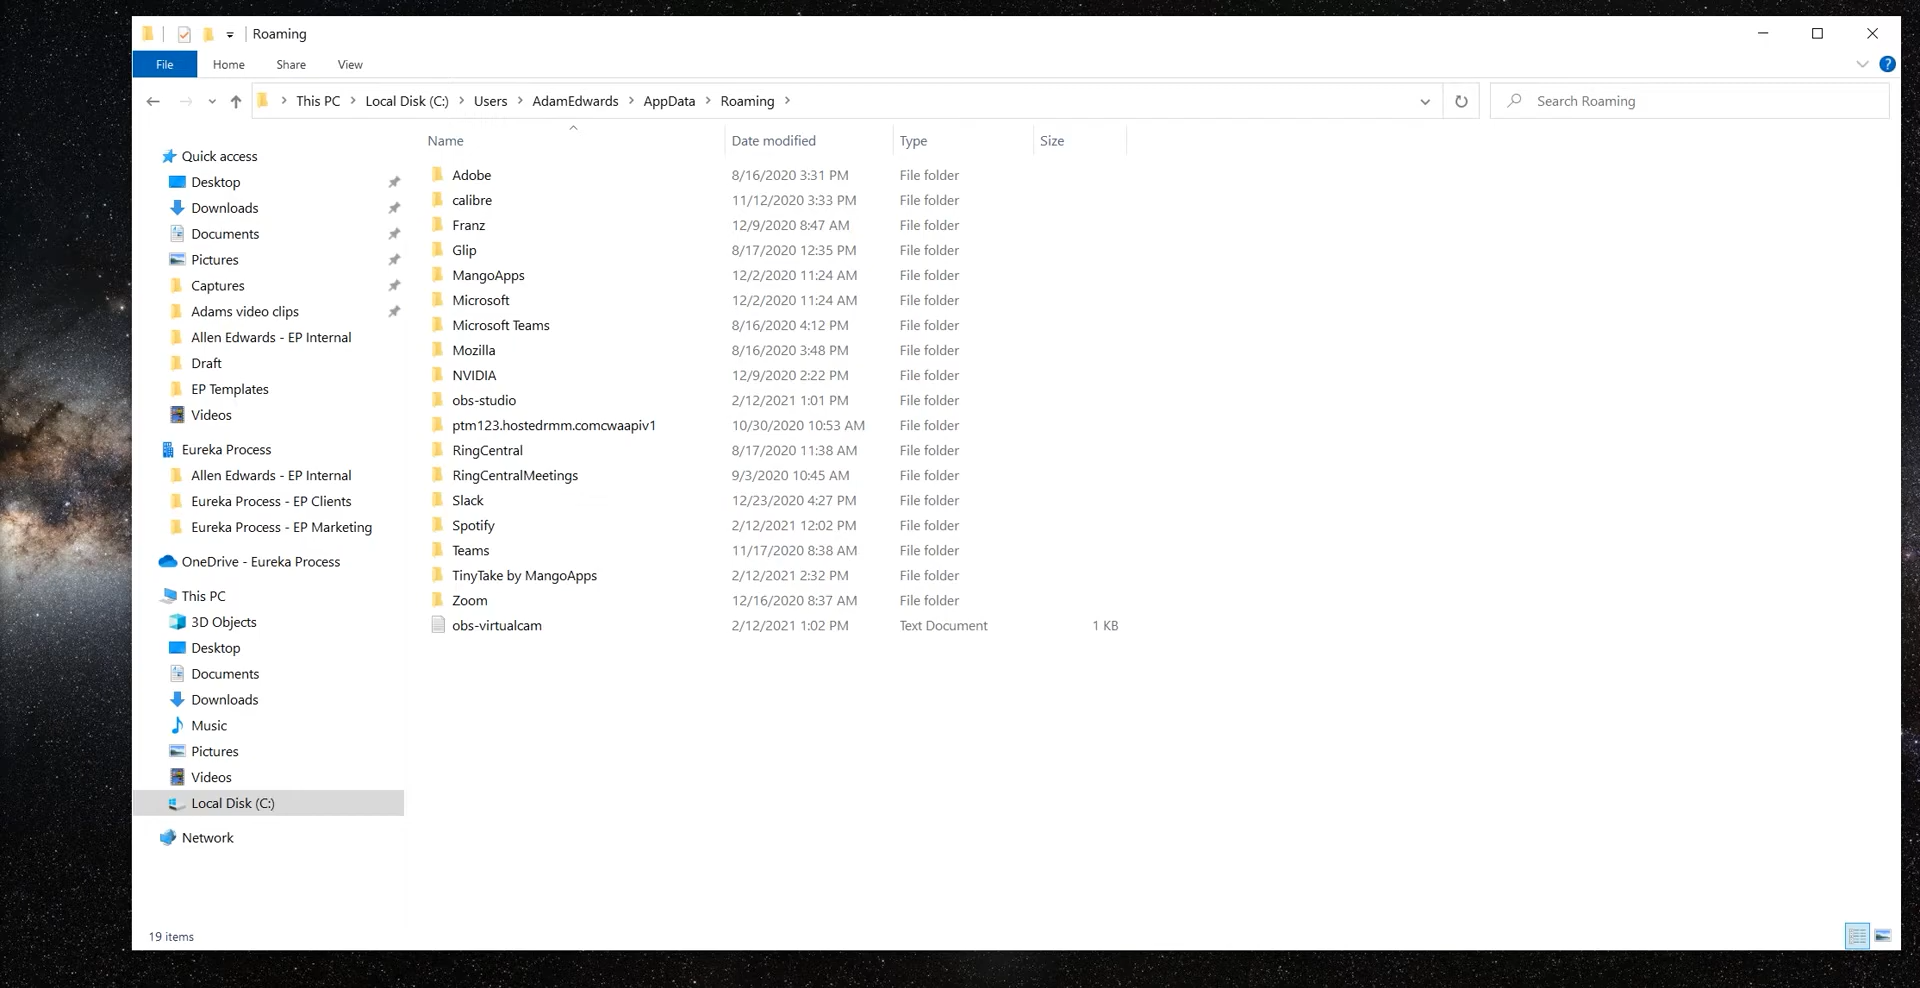 Roaming
File Home Share View
This PC Local Disk (C:) Users AdamEdwards AppData Roaming
Search Roaming
Name Date modified Type Size
Quick access
Desktop
Downloads
Documents
Pictures
Captures
Adams video clips
Allen Edwards - EP Internal
Draft
EP Templates
Videos
Eureka Process
Allen Edwards - EP Internal
Eureka Process - EP Clients
Eureka Process - EP Marketing
OneDrive - Eureka Process
This PC
3D Objects
Desktop
Documents
Downloads
Music
Pictures
Videos
Local Disk (C:)
Network
Adobe 8/16/2020 3:31 PM File folder
calibre 11/12/2020 3:33 PM File folder
Franz 12/9/2020 8:47 AM File folder
Glip 8/17/2020 12:35 PM File folder
MangoApps 12/2/2020 11:24 AM File folder
Microsoft 12/2/2020 11:24 AM File folder
Microsoft Teams 8/16/2020 4:12 PM File folder
Mozilla 8/16/2020 3:48 PM File folder
NVIDIA 12/9/2020 2:22 PM File folder
obs-studio 2/12/2021 1:01 PM File folder
ptm123.hostedrmm.comcwaapiv1 10/30/2020 10:53 AM File folder
RingCentral 8/17/2020 11:38 AM File folder
RingCentralMeetings 9/3/2020 10:45 AM File folder
Slack 12/23/2020 4:27 PM File folder
Spotify 2/12/2021 12:02 PM File folder
Teams 11/17/2020 8:38 AM File folder
TinyTake by MangoApps 2/12/2021 2:32 PM File folder
Zoom 12/16/2020 8:37 AM File folder
obs-virtualcam 2/12/2021 1:02 PM Text Document 1 KB
19 items